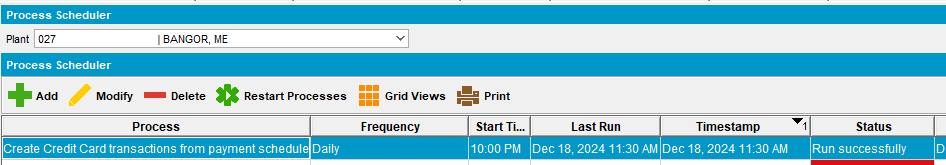 Process Scheduler
Plant 027 | BANGOR, ME
Process Scheduler
Add Modify Delete Restart Processes Grid Views Print
Process Frequency Start Ti... Last Run Timestamp 1 Status
Create Credit Card transactions from payment schedule Daily 10:00 PM Dec 18, 2024 11:30 AM Dec 18, 2024 11:30 AM Run successfully D